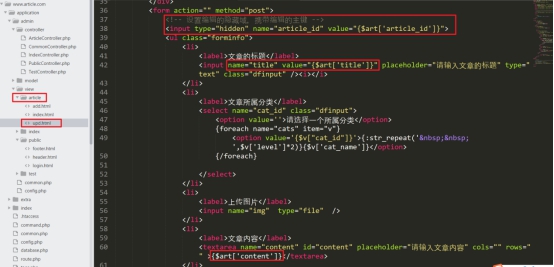 www.article.com
application
admin
controller
ArticleController.php
CommonController.php
IndexController.php
PublicController.php
TestController.php
model
view
article
add.html
index.html
upd.html
index
public
footer.html
header.html
login.html
test
common.php
config.php
extra
index
.htaccess
command.php
common.php
config.php
database.php
route.php
35 </div>
36 <form action="" method="post">
37 <!-- 设置编辑的隐藏域，携带编辑的主键 -->
38 <input type="hidden" name="article_id" value="{$art['article_id']}">
39 <ul class="forminfo">
40 <li>
41 <label>文章的标题</label>
42 <input name="title" value="{$art['title']}" placeholder="请输入文章的标题" type="
text" class="dfinput" /><i></i>
43 </li>
44 <li>
45 <label>文章所属分类</label>
46 <select name="cat_id" class="dfinput">
47 <option value=''>请选择一个所属分类</option>
48 {foreach name="cats" item="v"}
49 <option value='{$v["cat_id"]}'>{:str_repeat('&nbsp;&nbsp;
',$v['level']*2)}{$v['cat_name']}</option>
50 {/foreach}
51
52 </select>
53 </li>
54 <li>
55 <label>上传图片</label>
56 <input name="img" type="file" />
57 </li>
58 <li>
59 <label>文章内容</label>
60 <textarea name="content" id="content" placeholder="请输入文章内容" cols="" rows="
" >{$art['content']}</textarea>
61 </li>